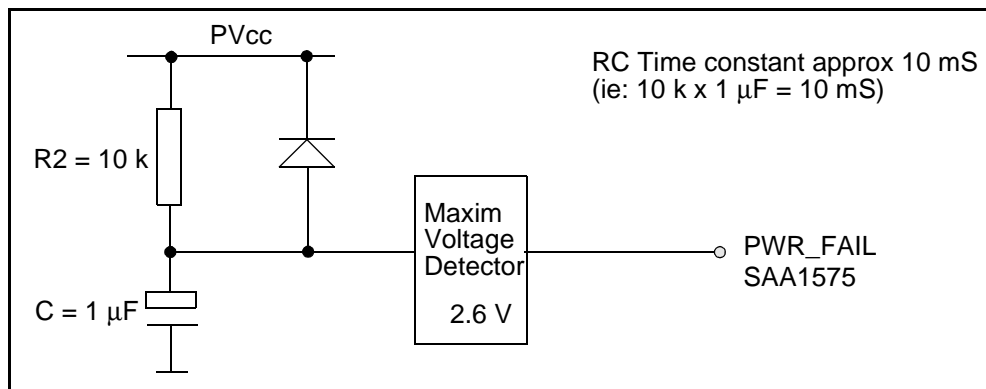 PVcc
RC Time constant approx 10 mS
(ie: 10 k x 1 μF = 10 mS)
R2 = 10 k
Maxim
Voltage
Detector
2.6 V
PWR_FAIL
SAA1575
C = 1 μF